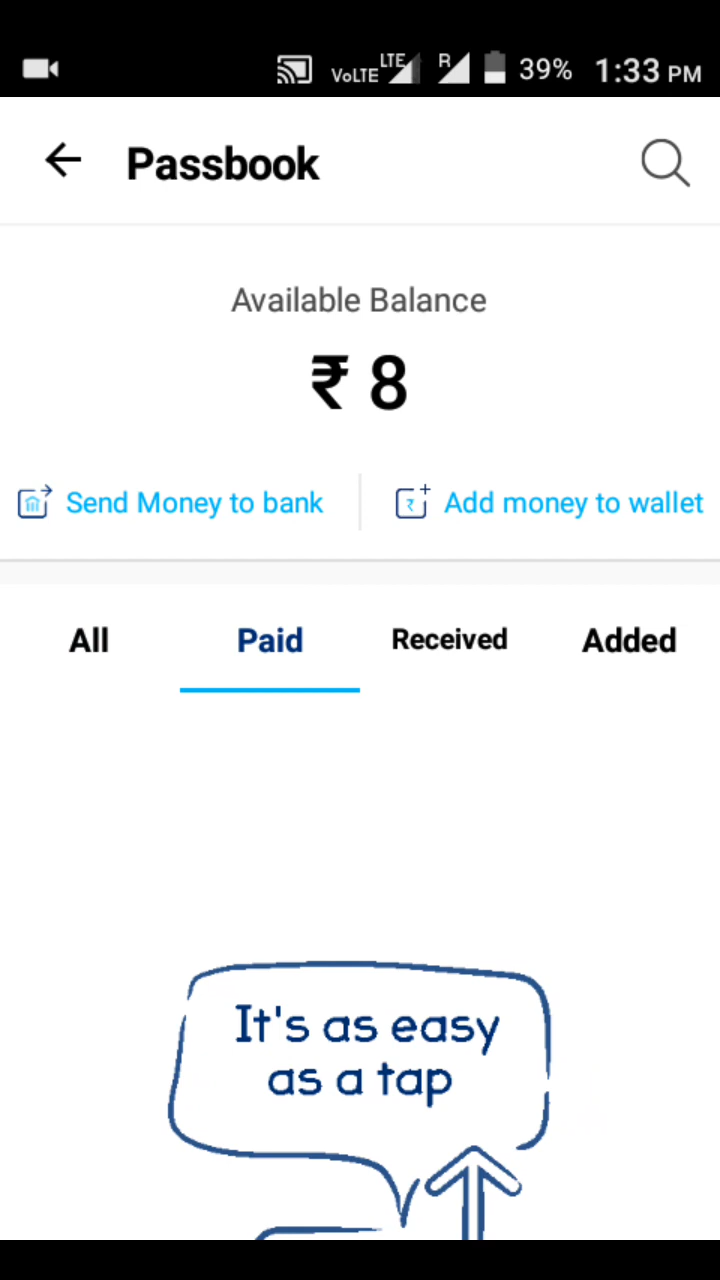 VoLTE LTE R 39% 1:33 PM
Passbook
Available Balance
₹ 8
Send Money to bank
₹ Add money to wallet
All Paid Received Added
It's as easy
as a tap